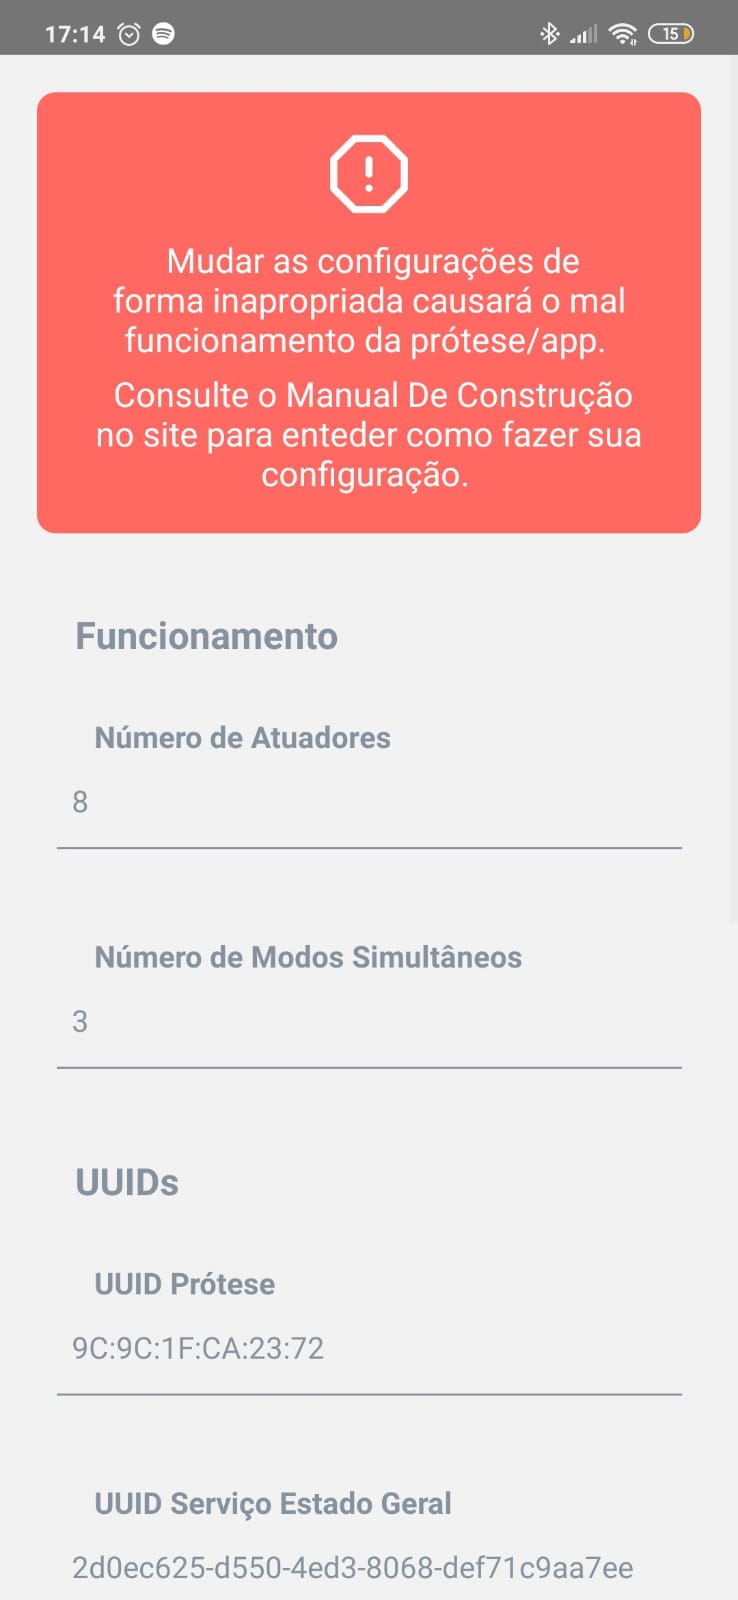 17:14
15
Mudar as configurações de
forma inapropriada causará o mal
funcionamento da prótese/app.
Consulte o Manual De Construção
no site para enteder como fazer sua
configuração.
Funcionamento
Número de Atuadores
8
Número de Modos Simultâneos
3
UUIDs
UUID Prótese
9C:9C:1F:CA:23:72
UUID Serviço Estado Geral
2d0ec625-d550-4ed3-8068-def71c9aa7ee